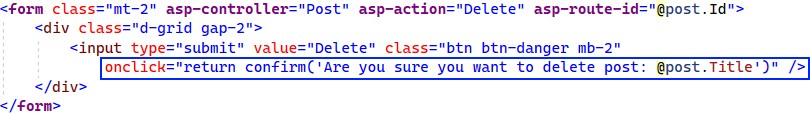 <form class="mt-2" asp-controller="Post" asp-action="Delete" asp-route-id="@post.Id">
<div class="d-grid gap-2">
<input type="submit" value="Delete" class="btn btn-danger mb-2"
onclick="return confirm('Are you sure you want to delete post: @post.Title')" />
</div>
</form>